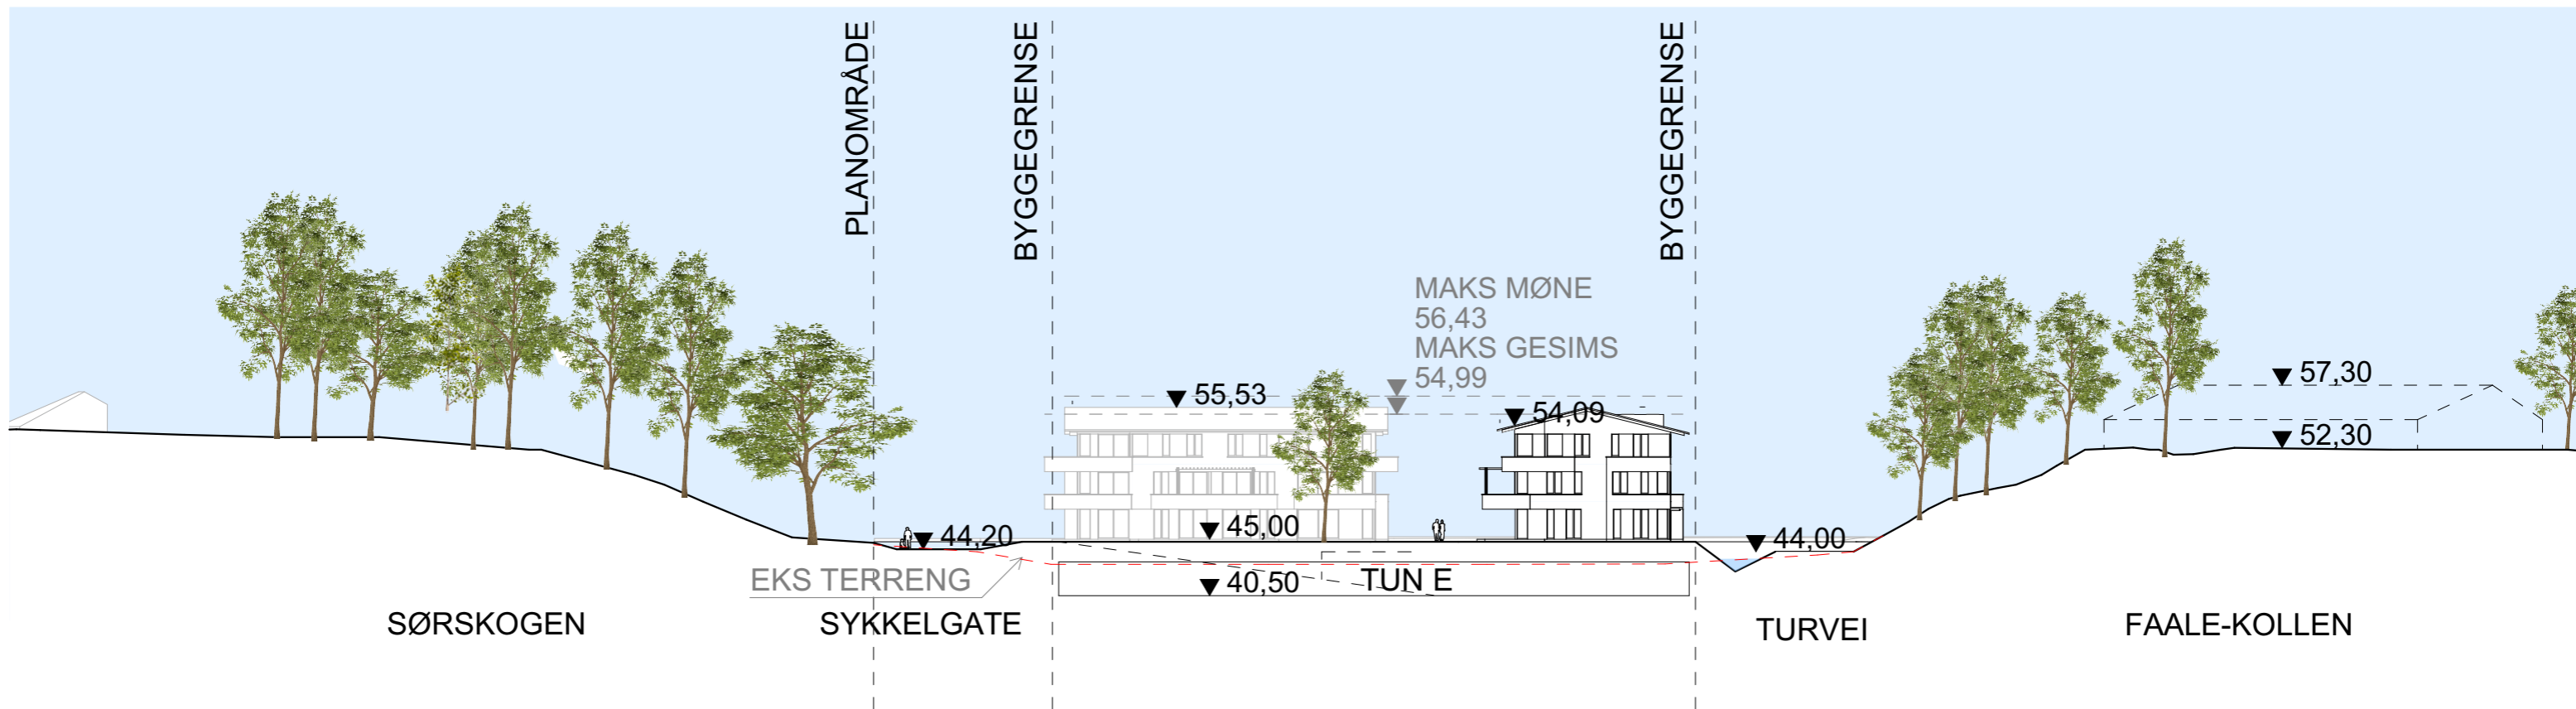 PLANOMRÅDE
BYGGEGRENSE
BYGGEGRENSE
MAKS MØNE
56,43
MAKS GESIMS
54,99
55,53
54,09
57,30
52,30
44,20
45,00
44,00
EKS TERRENG
40,50
TUN E
SØRSKOGEN
SYKKELGATE
TURVEI
FAALE-KOLLEN